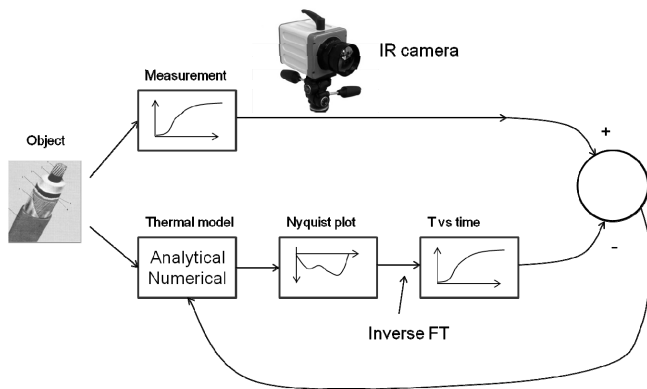 IR camera
Measurement
Object
+
Thermal model
Nyquist plot
T vs time
-
Analytical
Numerical
Inverse FT